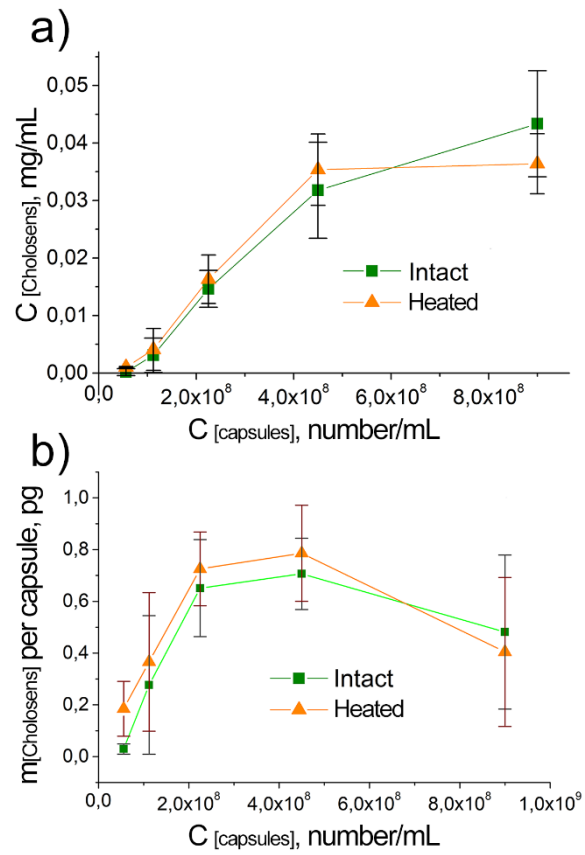 a)
C [Cholosens], mg/mL
0,05
0,04
0,03
0,02
0,01
0,00
Intact
Heated
0,0 2,0x10⁸ 4,0x10⁸ 6,0x10⁸ 8,0x10⁸
C [capsules], number/mL
b)
m[Cholosens] per capsule, pg
1,0
0,8
0,6
0,4
0,2
0,0
Intact
Heated
0,0 2,0x10⁸ 4,0x10⁸ 6,0x10⁸ 8,0x10⁸ 1,0x10⁹
C [capsules], number/mL